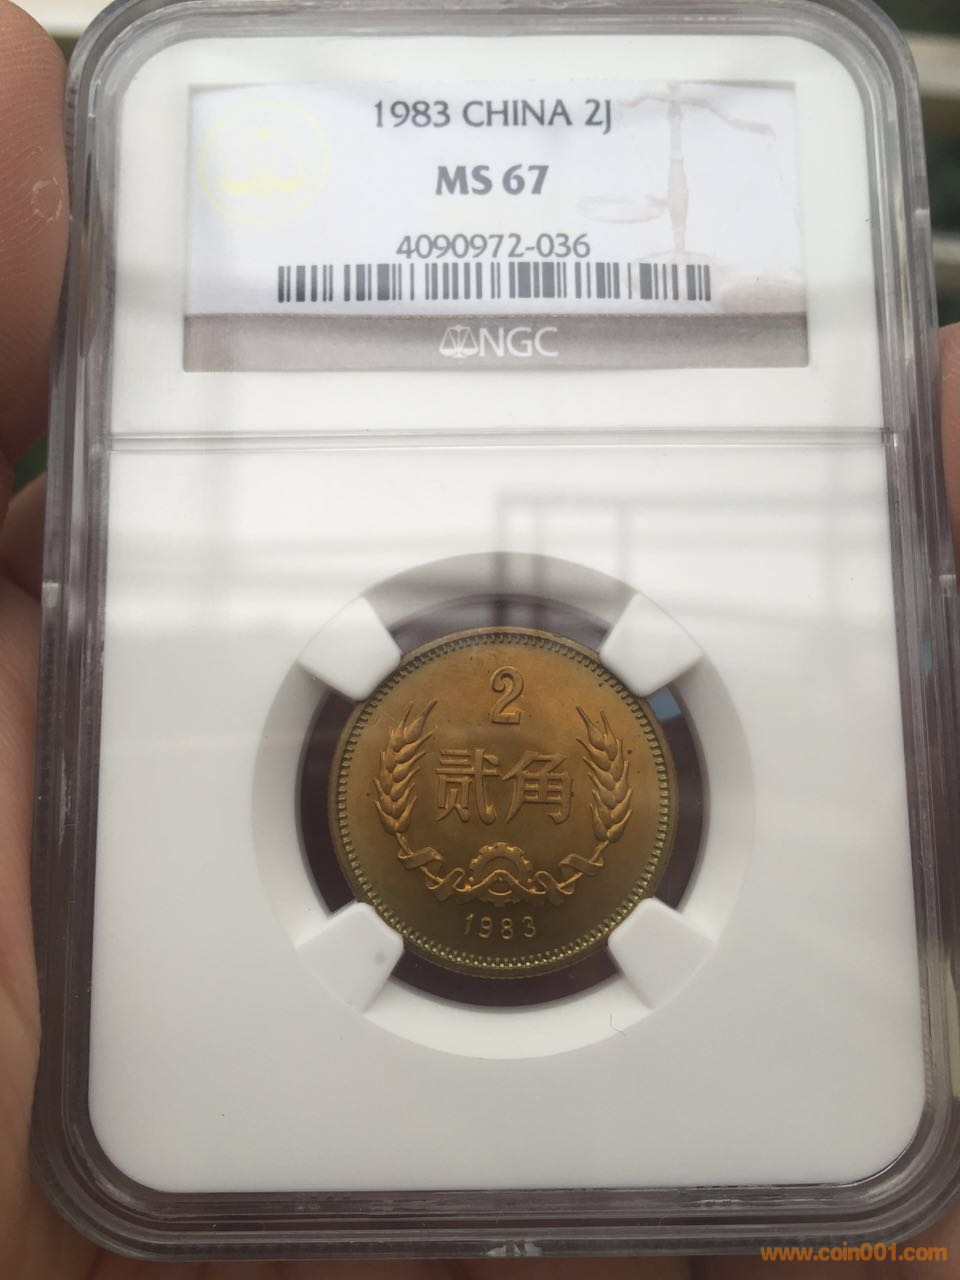 1983 CHINA 2J
MS 67
4090972-036
NGC
2
贰角
1983
www.coin001.com